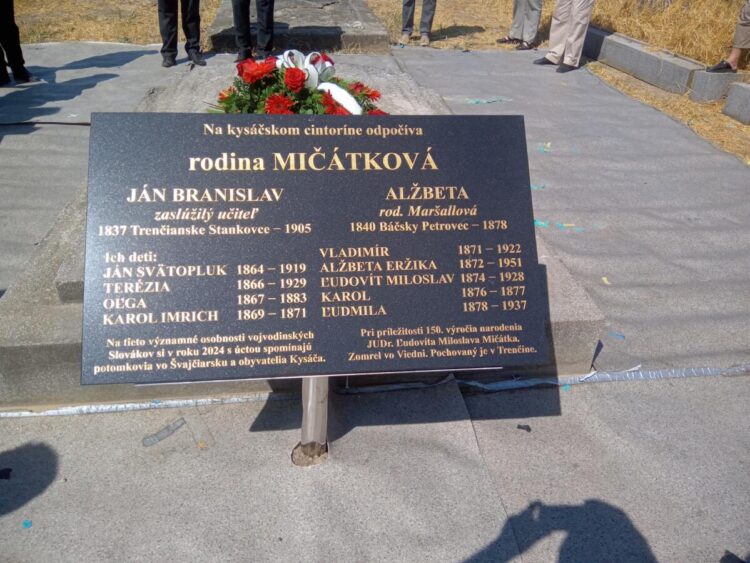 Na kysáčskom cintoríne odpočíva
rodina MIČÁTKOVÁ
JÁN BRANISLAV
zaslúžilý učiteľ
1837 Trenčianske Stankovce – 1905
ALŽBETA
rod. Maršallová
1840 Báčsky Petrovec – 1878
Ich deti:
JÁN SVÄTOPLUK 1864 – 1919
TERÉZIA 1866 – 1929
OĽGA 1867 – 1883
KAROL IMRICH 1869 – 1871
VLADIMÍR 1871 – 1922
ALŽBETA ERŽIKA 1872 – 1951
ĽUDOVÍT MILOSLAV 1874 – 1928
KAROL 1876 – 1877
ĽUDMILA 1878 – 1937
Na tieto významné osobnosti vojvodinských
Slovákov si v roku 2024 s úctou spomínajú
potomkovia vo Švajčiarsku a obyvatelia Kysáča.
Pri príležitosti 150. výročia narodenia
JUDr. Ľudovíta Miloslava Mičátka.
Zomrel vo Viedni. Pochovaný je v Trenčíne.